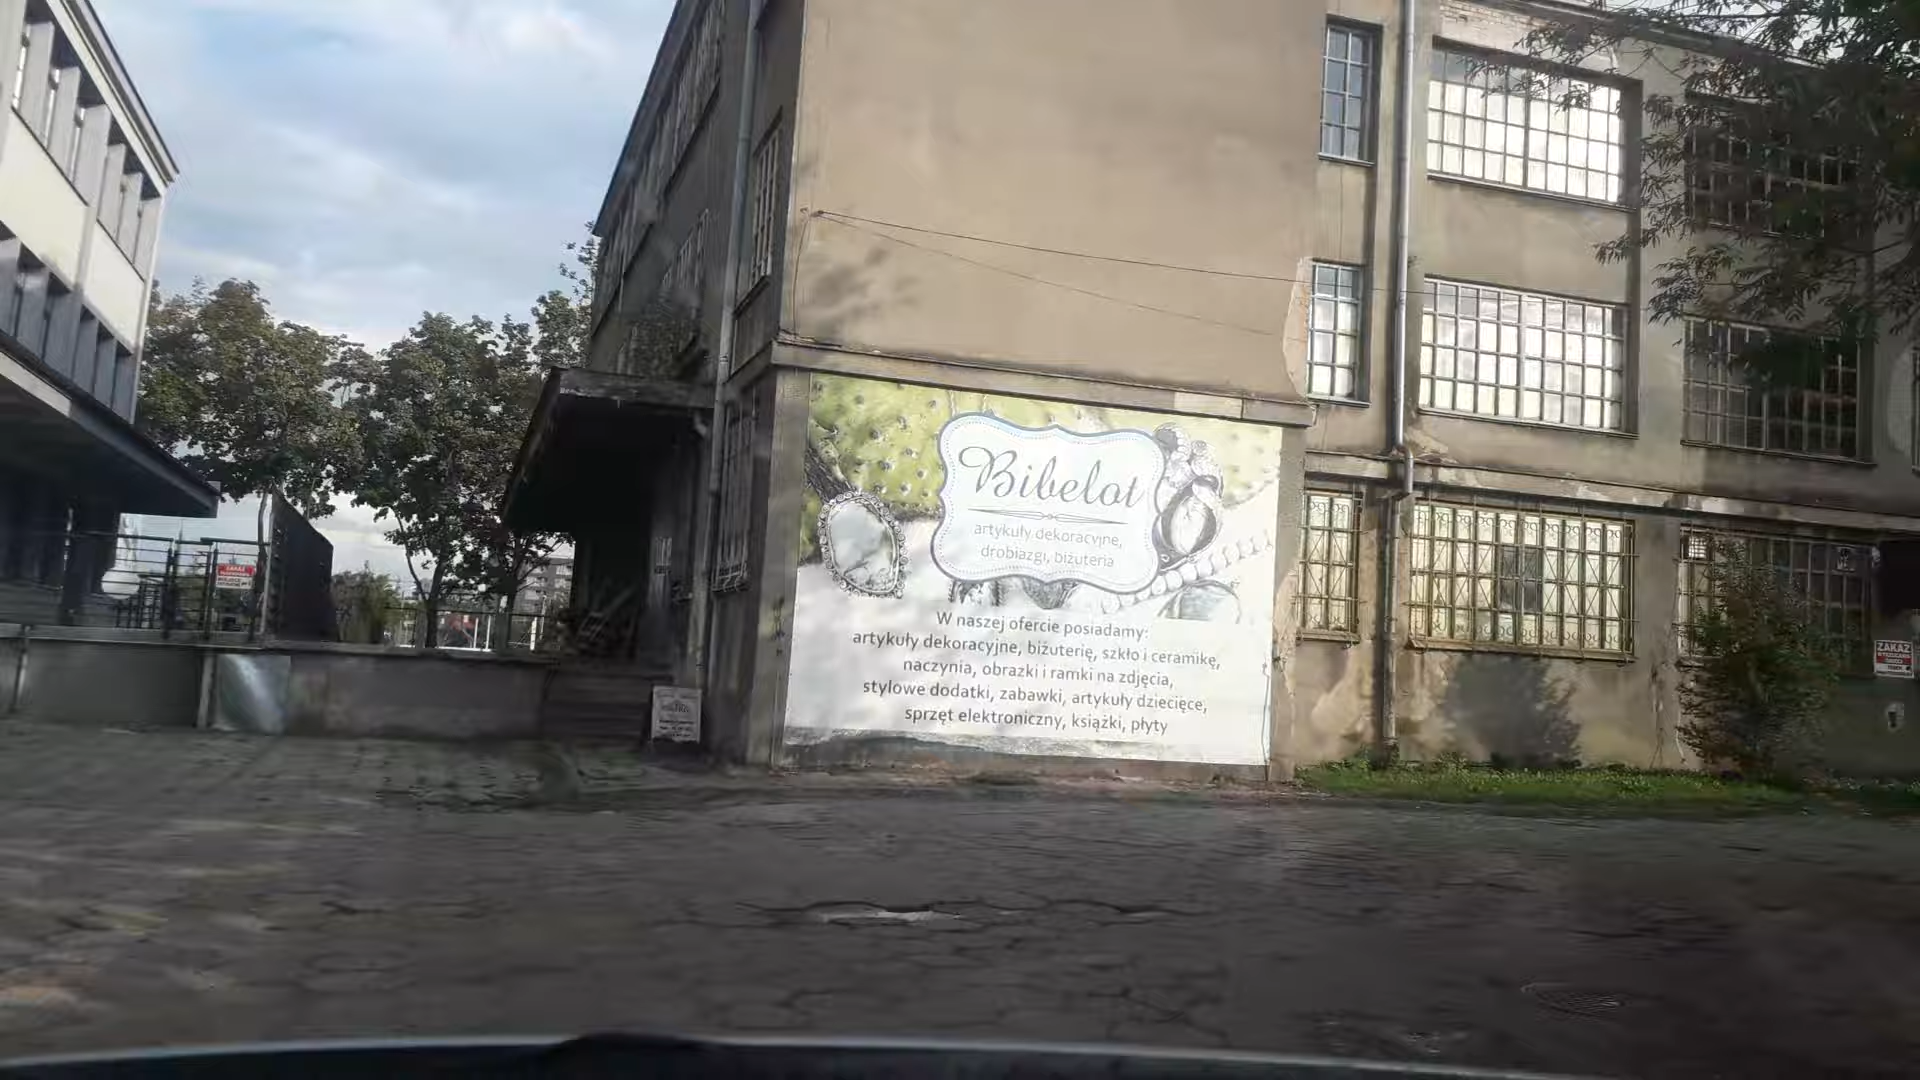 Bibelot
artykuły dekoracyjne,
drobiazgi, biżuteria
W naszej ofercie posiadamy:
artykuły dekoracyjne, biżuterię, szkło i ceramikę,
naczynia, obrazki i ramki na zdjęcia,
stylowe dodatki, zabawki, artykuły dziecięce,
sprzęt elektroniczny, książki, płyty
ZAKAZ
ZAKAZ